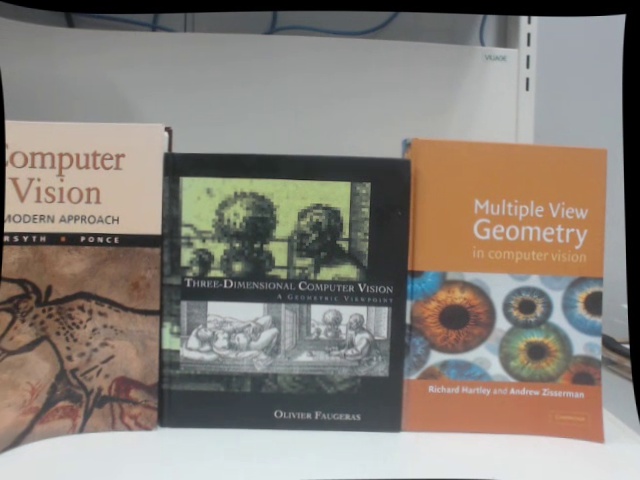 Computer
Vision
MODERN APPROACH
RSYTH ▪ PONCE
THREE-DIMENSIONAL COMPUTER VISION
A GEOMETRIC VIEWPOINT
OLIVIER FAUGERAS
Multiple View
Geometry
in computer vision
Richard Hartley and Andrew Zisserman